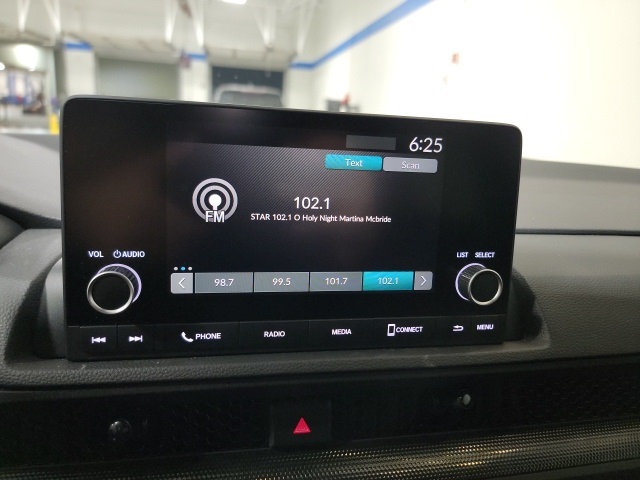 6:25
Text Scan
102.1
FM
STAR 102.1 O Holy Night Martina Mcbride
VOL AUDIO
LIST SELECT
98.7 99.5 101.7 102.1
PHONE RADIO MEDIA CONNECT MENU